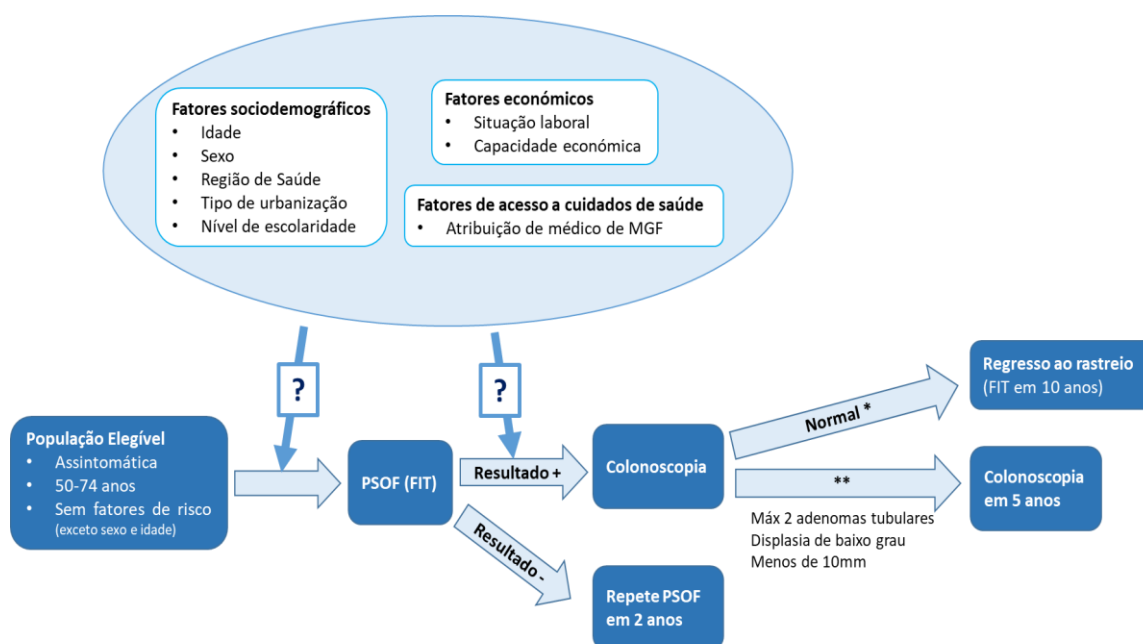 Fatores sociodemográficos
• Idade
• Sexo
• Região de Saúde
• Tipo de urbanização
• Nível de escolaridade
Fatores económicos
• Situação laboral
• Capacidade económica
Fatores de acesso a cuidados de saúde
• Atribuição de médico de MGF
?
?
População Elegível
• Assintomática
• 50-74 anos
• Sem fatores de risco
(exceto sexo e idade)
PSOF (FIT)
Resultado +
Resultado -
Colonoscopia
Repete PSOF
em 2 anos
Normal *
**
Máx 2 adenomas tubulares
Displasia de baixo grau
Menos de 10mm
Regresso ao rastreio
(FIT em 10 anos)
Colonoscopia
em 5 anos